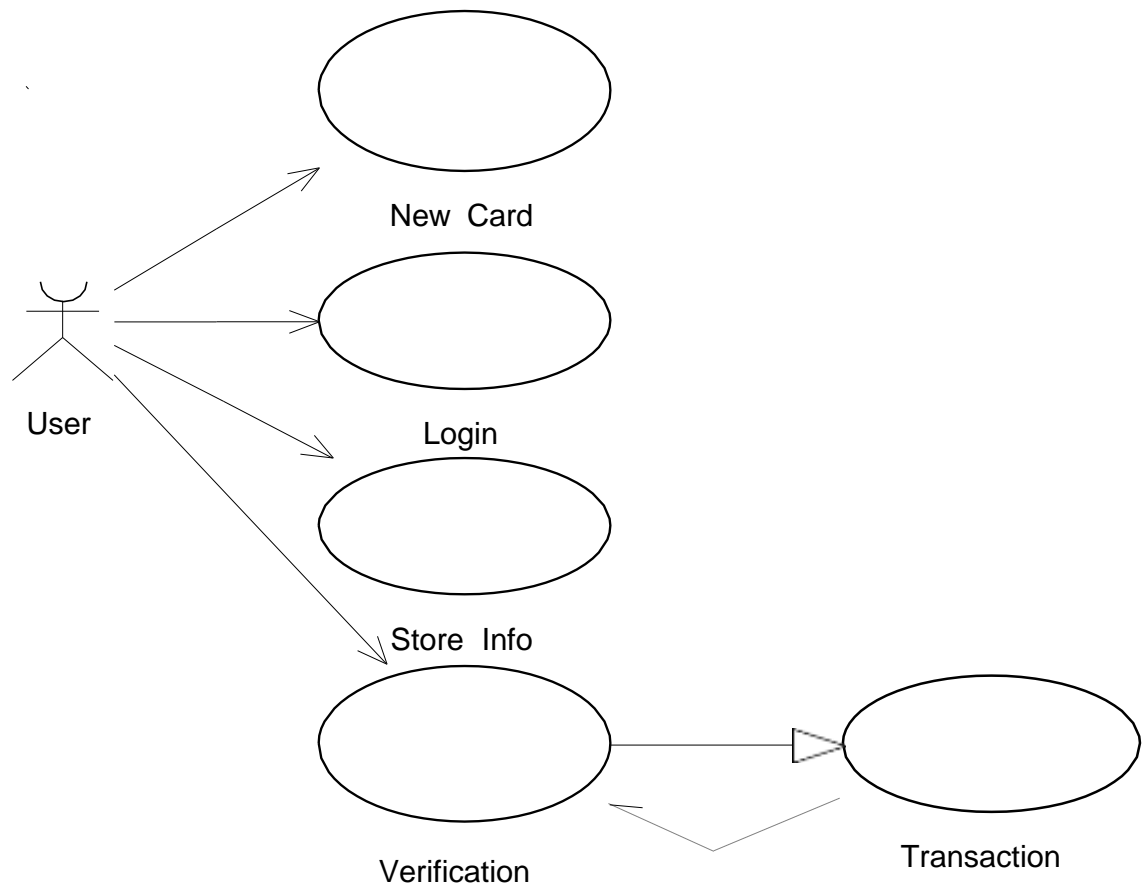 New Card
User
Login
Store Info
Verification
Transaction